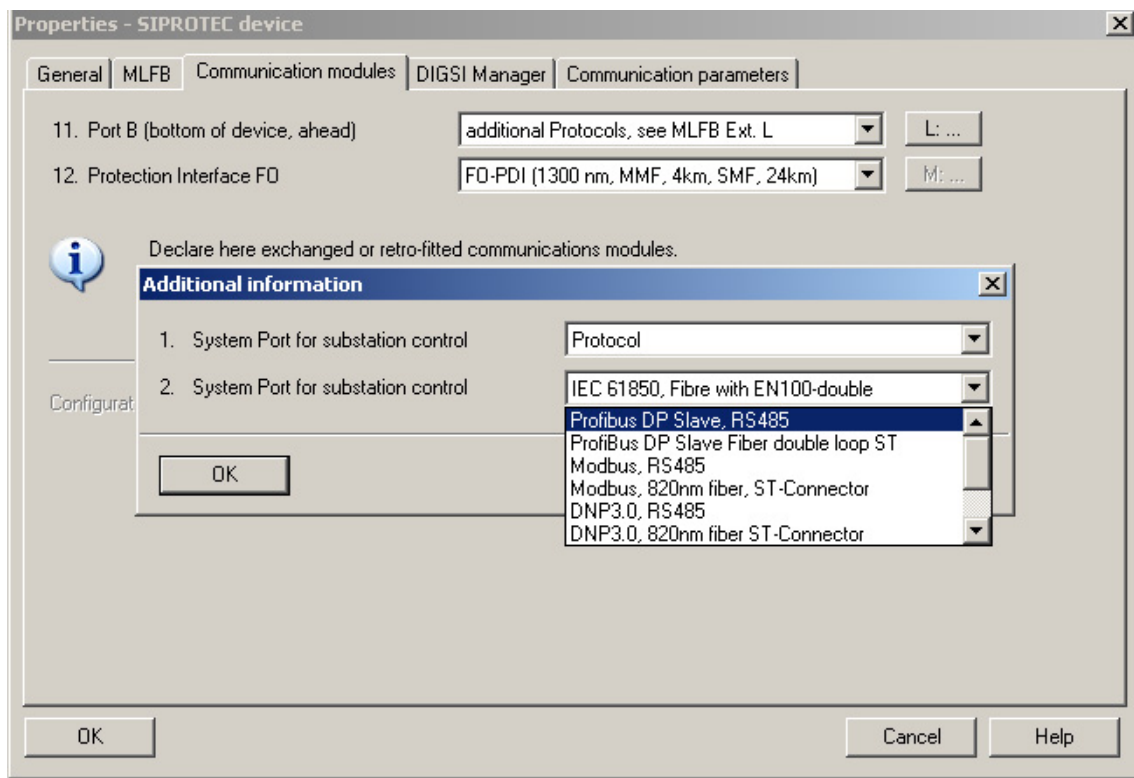 Properties - SIPROTEC device
General MLFB Communication modules DIGSI Manager Communication parameters
11. Port B (bottom of device, ahead) additional Protocols, see MLFB Ext. L L: ...
12. Protection Interface FO FO-PDI (1300 nm, MMF, 4km, SMF, 24km) M: ...
Declare here exchanged or retro-fitted communications modules.
Additional information
1. System Port for substation control Protocol
2. System Port for substation control IEC 61850, Fibre with EN100-double
Configurat
Profibus DP Slave, RS485
ProfiBus DP Slave Fiber double loop ST
Modbus, RS485
Modbus, 820nm fiber, ST-Connector
DNP3.0, RS485
DNP3.0, 820nm fiber ST-Connector
OK
OK Cancel Help